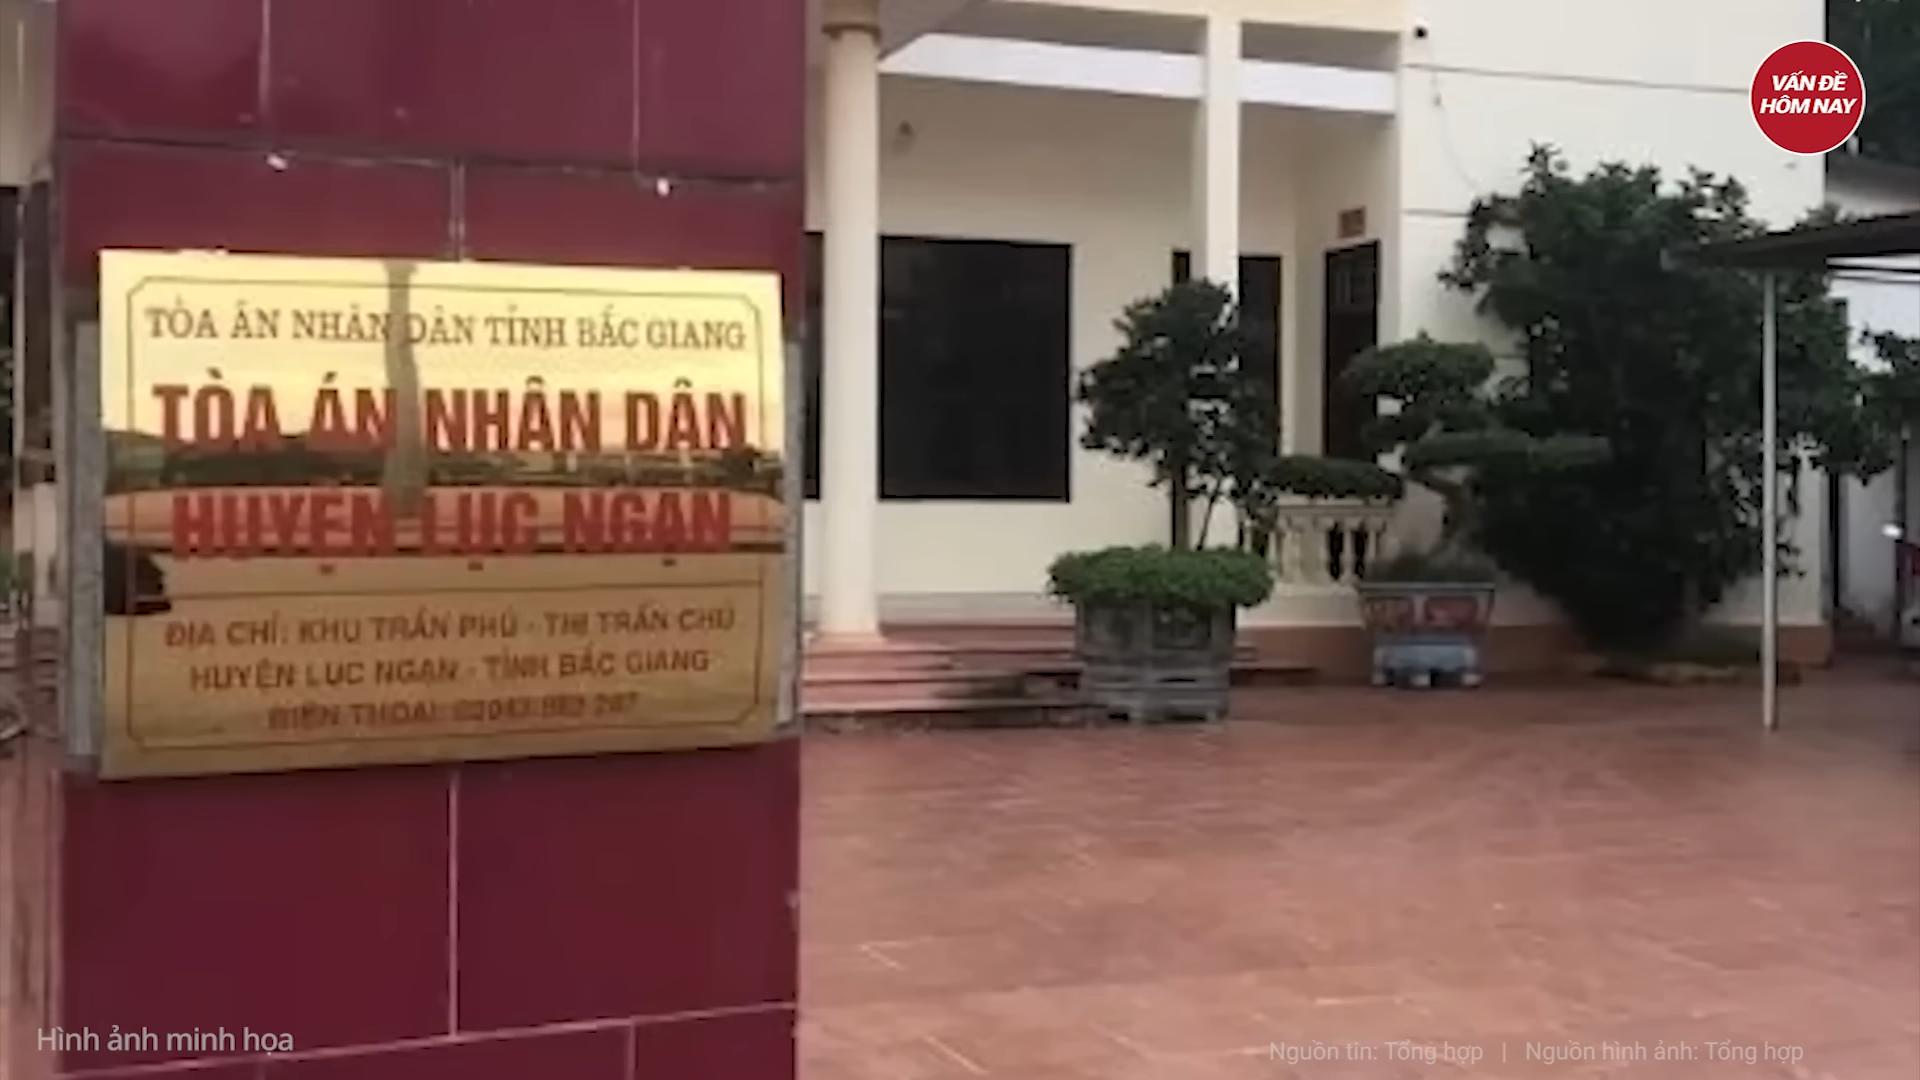 VẤN ĐỀ
HÔM NAY
TÒA ÁN NHÂN DÂN TỈNH BẮC GIANG
TÒA ÁN NHÂN DÂN
HUYỆN LỤC NGẠN
ĐỊA CHỈ: KHU TRẦN PHÚ - THỊ TRẤN CHŨ
HUYỆN LỤC NGẠN - TỈNH BẮC GIANG
ĐIỆN THOẠI:
Hình ảnh minh họa
Nguồn tin: Tổng hợp | Nguồn hình ảnh: Tổng hợp